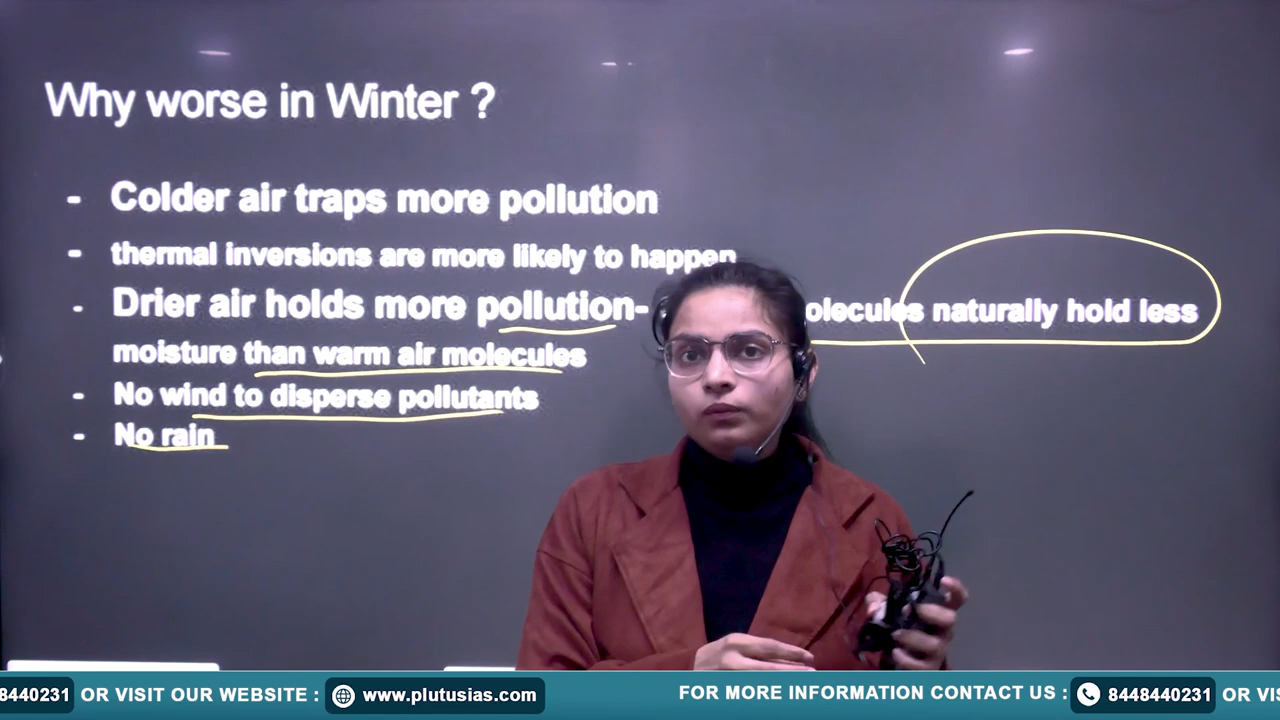 Why worse in Winter ?
- Colder air traps more pollution
- thermal inversions are more likely to happen
- Drier air holds more pollution- olecules naturally hold less
moisture than warm air molecules
- No wind to disperse pollutants
- No rain
8440231 OR VISIT OUR WEBSITE : www.plutusias.com FOR MORE INFORMATION CONTACT US : 8448440231 OR VIS